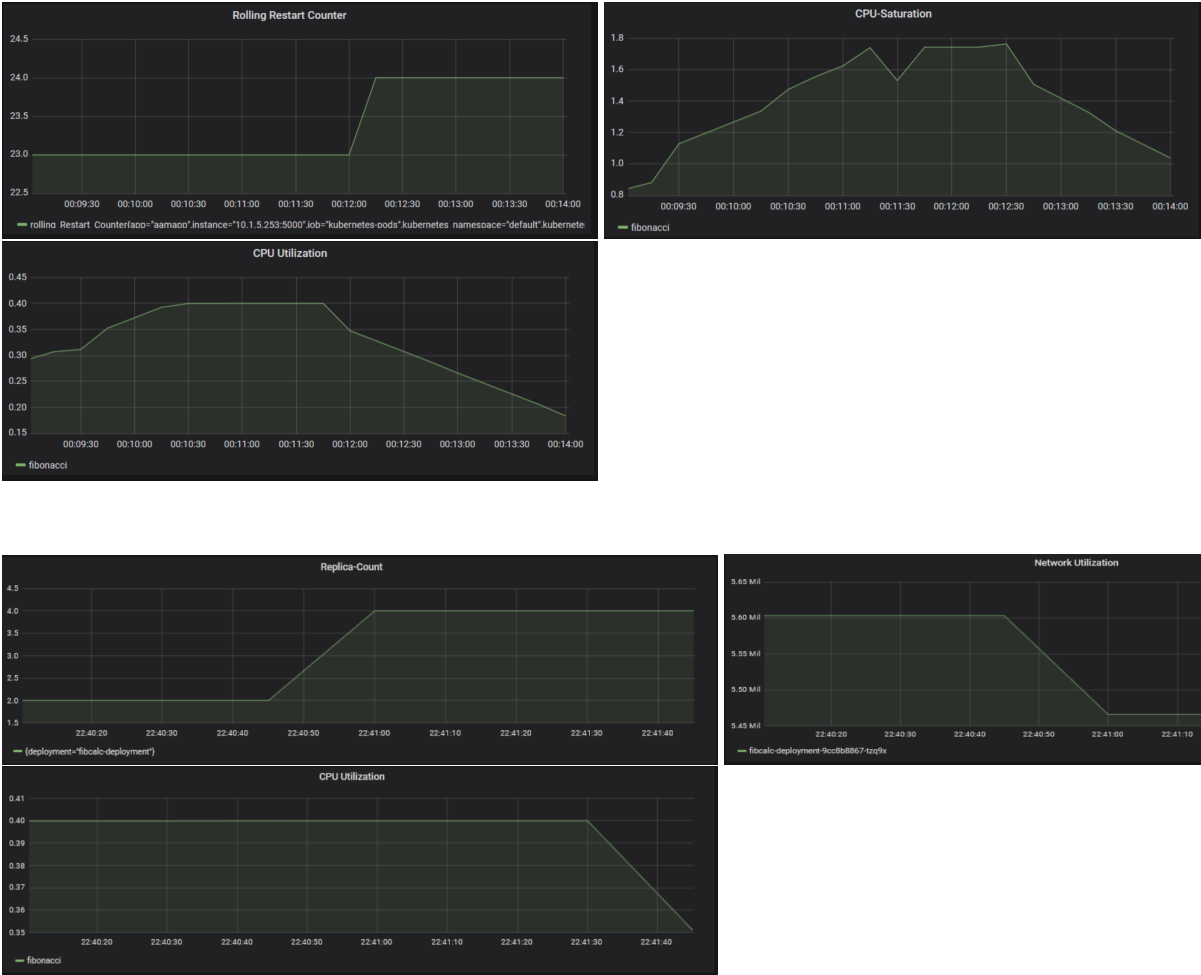 Rolling Restart Counter
24.5
24.0
23.5
23.0
22.5
00:09:30 00:10:00 00:10:30 00:11:00 00:11:30 00:12:00 00:12:30 00:13:00 00:13:30 00:14:00
rolling_Restart_Counter{app="aamapp",instance="10.1.5.253:5000",job="kubernetes-pods",kubernetes_namespace="default",kubernete
CPU-Saturation
1.8
1.6
1.4
1.2
1.0
0.8
00:09:30 00:10:00 00:10:30 00:11:00 00:11:30 00:12:00 00:12:30 00:13:00 00:13:30 00:14:00
fibonacci
CPU Utilization
0.45
0.40
0.35
0.30
0.25
0.20
0.15
00:09:30 00:10:00 00:10:30 00:11:00 00:11:30 00:12:00 00:12:30 00:13:00 00:13:30 00:14:00
fibonacci
Replica-Count
4.5
4.0
3.5
3.0
2.5
2.0
1.5
22:40:20 22:40:30 22:40:40 22:40:50 22:41:00 22:41:10 22:41:20 22:41:30 22:41:40
{deployment="fibcalc-deployment"}
Network Utilization
5.65 Mil
5.60 Mil
5.55 Mil
5.50 Mil
5.45 Mil
22:40:20 22:40:30 22:40:40 22:40:50 22:41:00 22:41:10
fibcalc-deployment-9cc8b8867-tzq9x
CPU Utilization
0.41
0.40
0.39
0.38
0.37
0.36
0.35
22:40:20 22:40:30 22:40:40 22:40:50 22:41:00 22:41:10 22:41:20 22:41:30 22:41:40
fibonacci